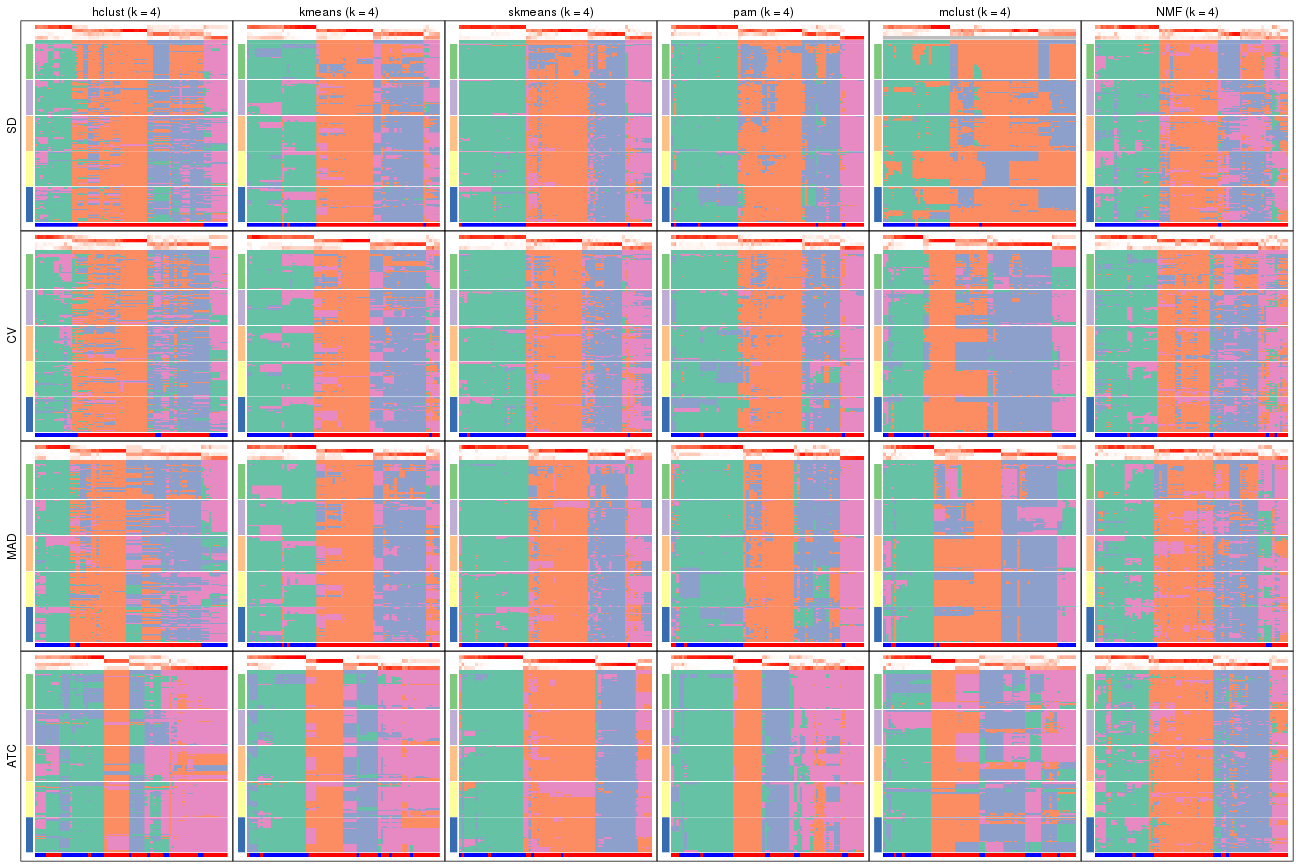 hclust (k = 4) kmeans (k = 4) skmeans (k = 4) pam (k = 4) mclust (k = 4) NMF (k = 4)
SD
CV
MAD
ATC